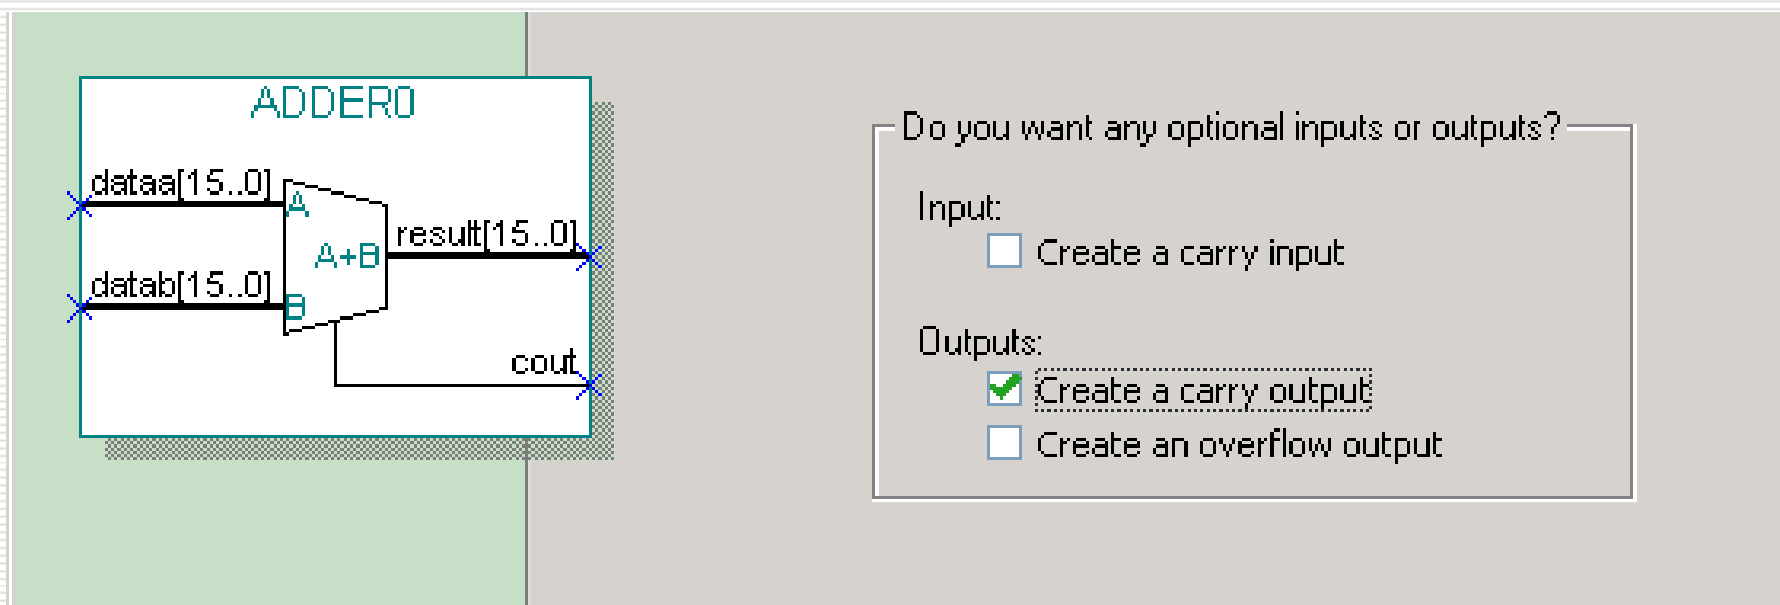 ADDER0
dataa[15..0]
A
result[15..0]
A+B
datab[15..0]
B
cout
Do you want any optional inputs or outputs?
Input:
Create a carry input
Outputs:
Create a carry output
Create an overflow output